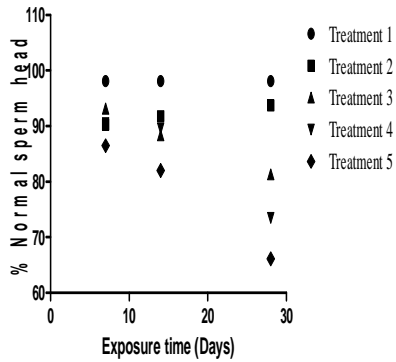 % Normal sperm head
110
100
90
80
70
60
0
10
20
30
Exposure time (Days)
Treatment 1
Treatment 2
Treatment 3
Treatment 4
Treatment 5